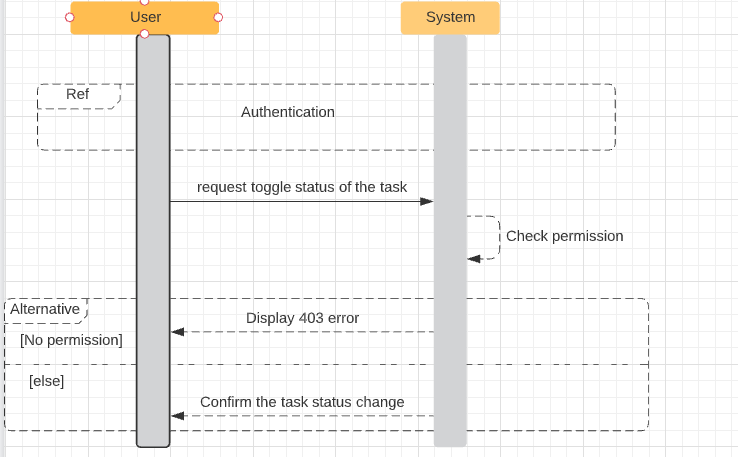 User
System
Ref
Authentication
request toggle status of the task
Check permission
Alternative
Display 403 error
[No permission]
[else]
Confirm the task status change